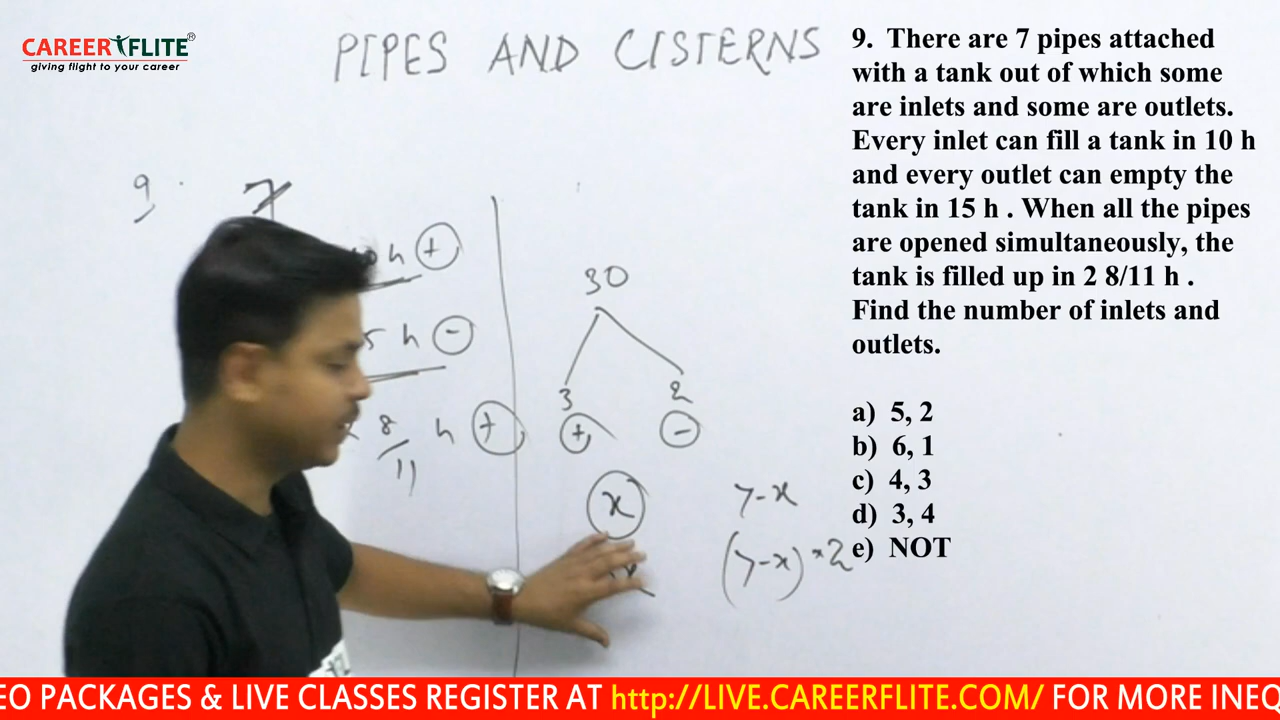 CAREER FLITE®
giving flight to your career
PIPES AND CISTERNS
9. There are 7 pipes attached
with a tank out of which some
are inlets and some are outlets.
Every inlet can fill a tank in 10 h
and every outlet can empty the
tank in 15 h . When all the pipes
are opened simultaneously, the
tank is filled up in 2 8/11 h .
Find the number of inlets and
outlets.
a) 5, 2
b) 6, 1
c) 4, 3
d) 3, 4
e) NOT
9. 7
0 h +
h -
8/11 h +
30
3 2
+ -
x 7-x
(7-x)×2
EO PACKAGES & LIVE CLASSES REGISTER AT http://LIVE.CAREERFLITE.COM/ FOR MORE INEQ